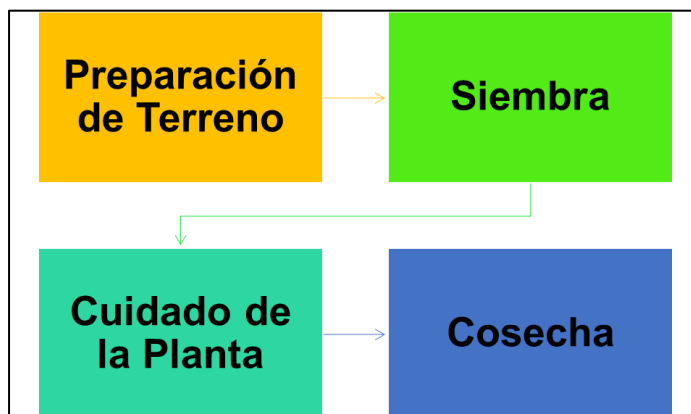 Preparación
de Terreno
Siembra
Cuidado de
la Planta
Cosecha